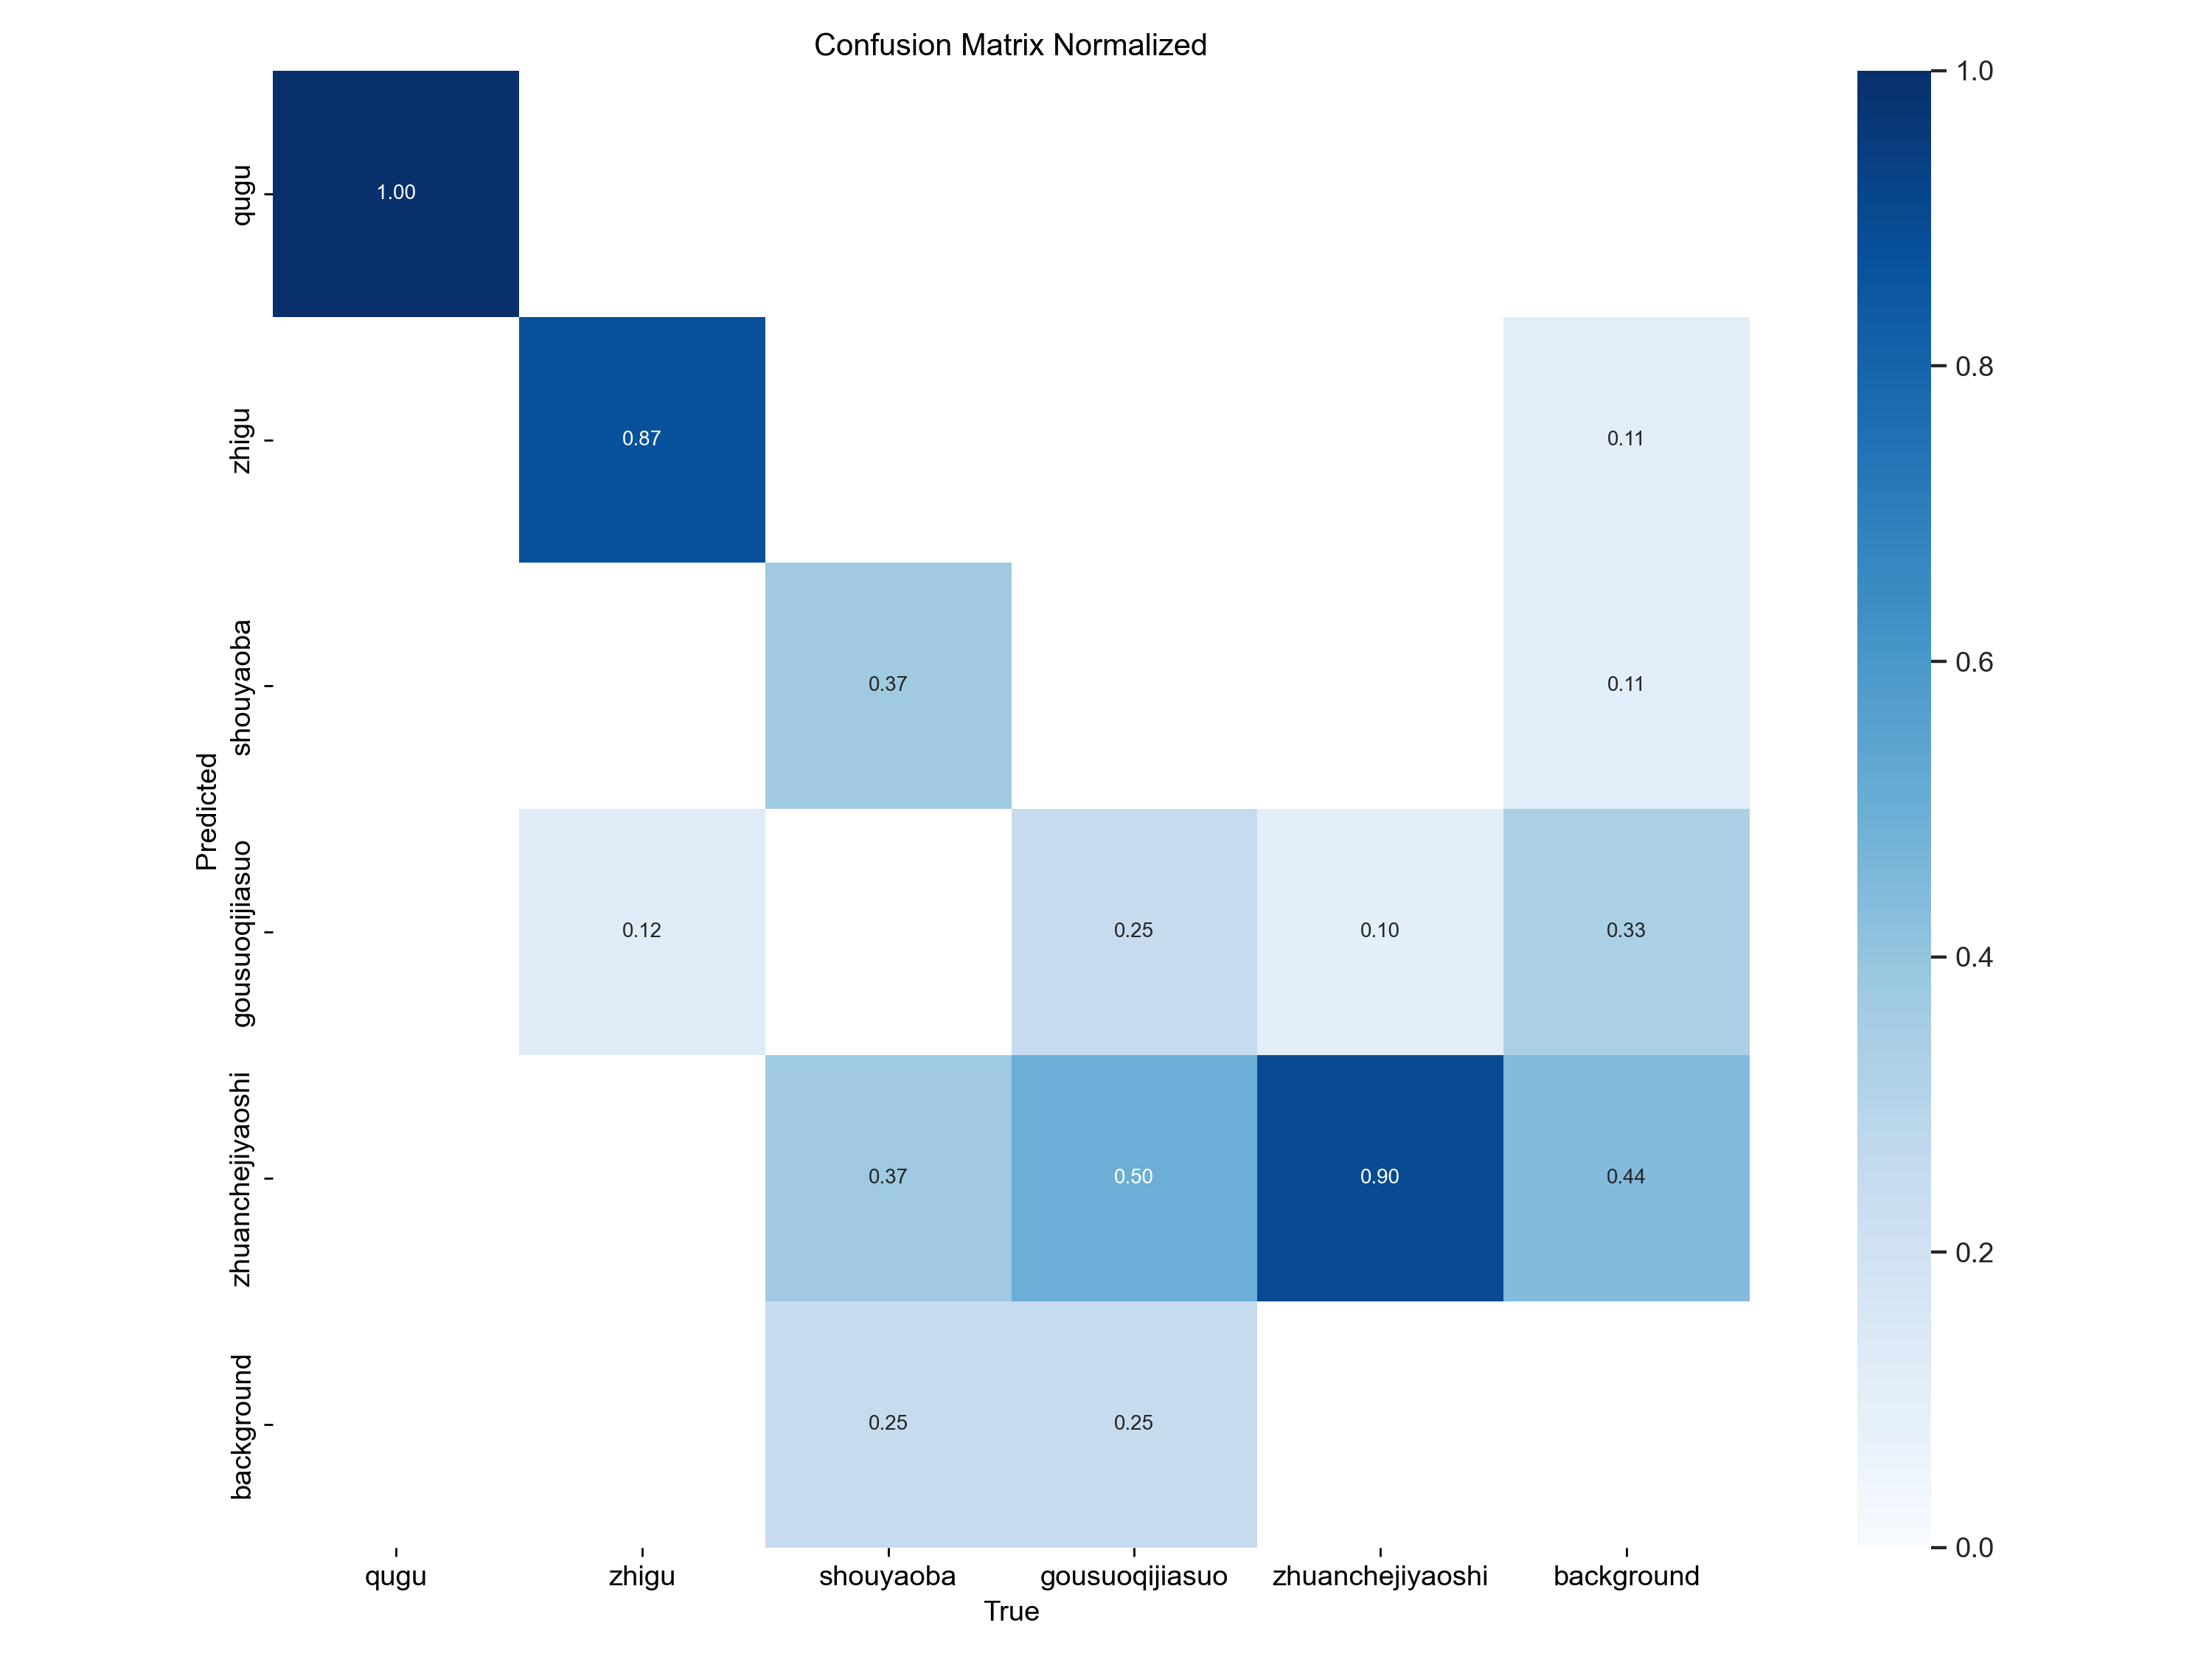 Confusion Matrix Normalized
1.00
0.87
0.11
0.37
0.11
0.12
0.25
0.10
0.33
0.37
0.50
0.90
0.44
0.25
0.25
qugu
zhigu
shouyaoba
gousuoqijiasuo
zhuanchejiyaoshi
background
Predicted
qugu
zhigu
shouyaoba
gousuoqijiasuo
zhuanchejiyaoshi
background
True
1.0
0.8
0.6
0.4
0.2
0.0